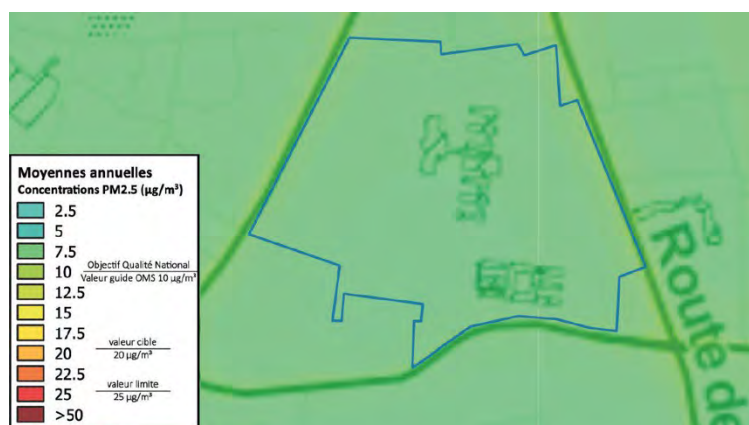 Moyennes annuelles
Concentrations PM2.5 (µg/m³)
2.5
5
7.5
10 Objectif Qualité National
Valeur guide OMS 10 µg/m³
12.5
15
17.5
20 valeur cible
20 µg/m³
22.5
25 valeur limite
25 µg/m³
>50
Route de